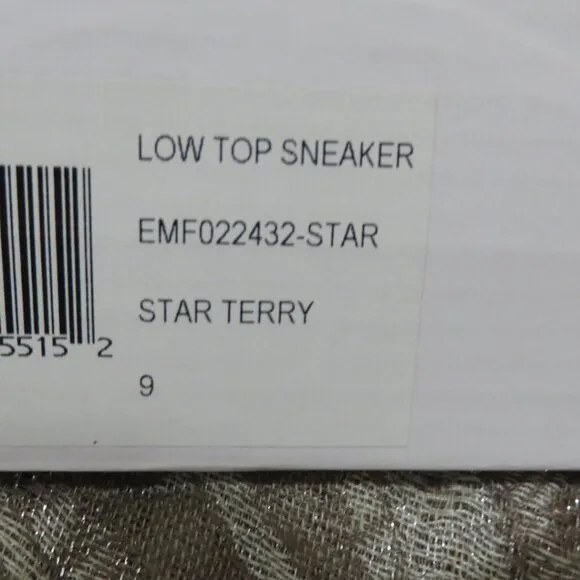 LOW TOP SNEAKER
EMF022432-STAR
STAR TERRY
5515 2
9